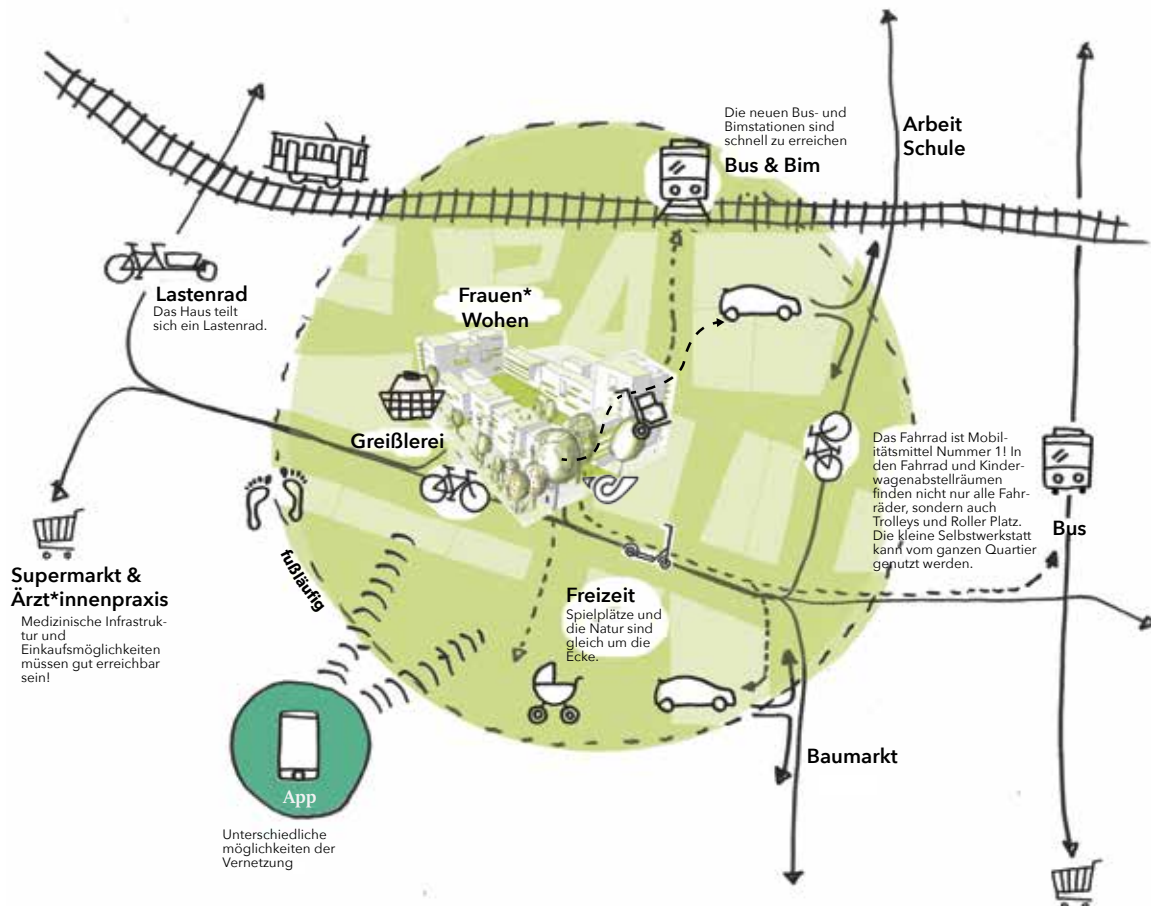 Die neuen Bus- und
Bimstationen sind
schnell zu erreichen
Bus & Bim
Arbeit
Schule
Lastenrad
Das Haus teilt
sich ein Lastenrad.
Frauen*
Wohen
Greißlerei
Das Fahrrad ist Mobil-
itätsmittel Nummer 1! In
den Fahrrad und Kinder-
wagenabstellräumen
finden nicht nur alle Fahr-
räder, sondern auch
Trolleys und Roller Platz.
Die kleine Selbstwerkstatt
kann vom ganzen Quartier
genutzt werden.
Bus
fußläufig
Supermarkt &
Ärzt*innenpraxis
Medizinische Infrastruk-
tur und
Einkaufsmöglichkeiten
müssen gut erreichbar
sein!
Freizeit
Spielplätze und
die Natur sind
gleich um die
Ecke.
Baumarkt
App
Unterschiedliche
möglichkeiten der
Vernetzung